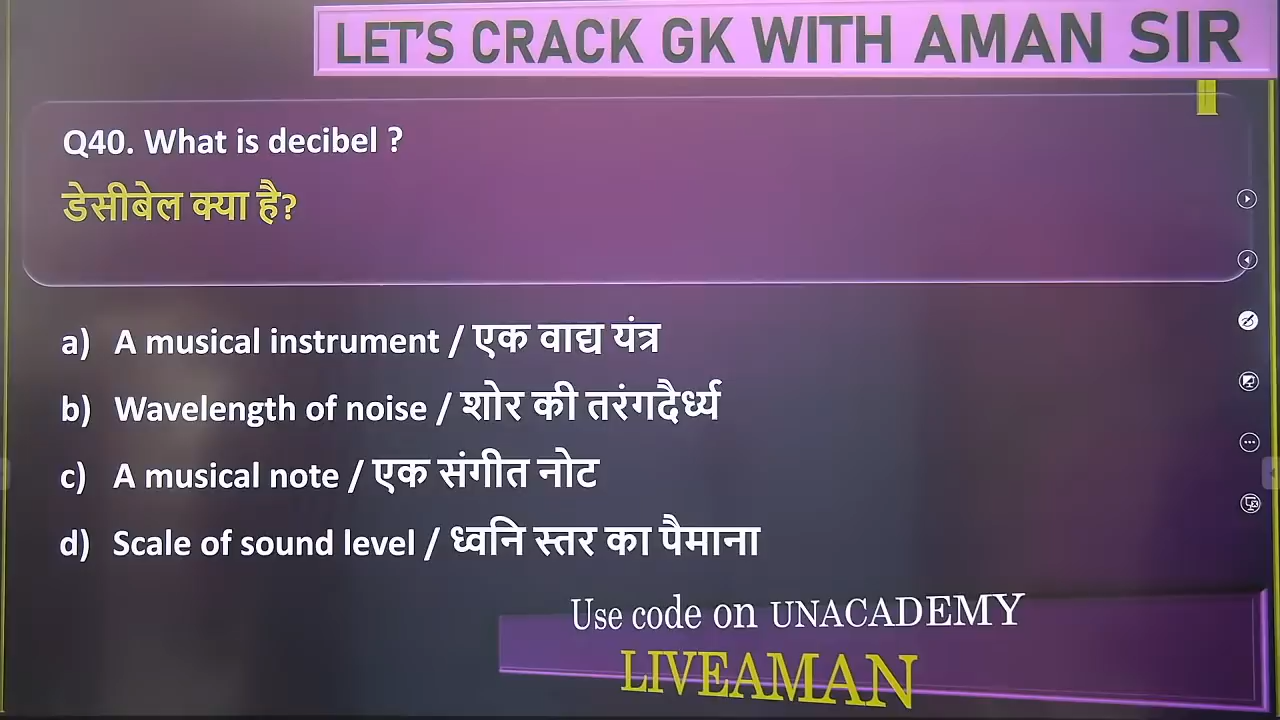 LET'S CRACK GK WITH AMAN SIR
Q40. What is decibel ?
डेसीबेल क्या है?
a) A musical instrument / एक वाद्य यंत्र
b) Wavelength of noise / शोर की तरंगदैर्ध्य
c) A musical note / एक संगीत नोट
d) Scale of sound level / ध्वनि स्तर का पैमाना
Use code on UNACADEMY
LIVEAMAN